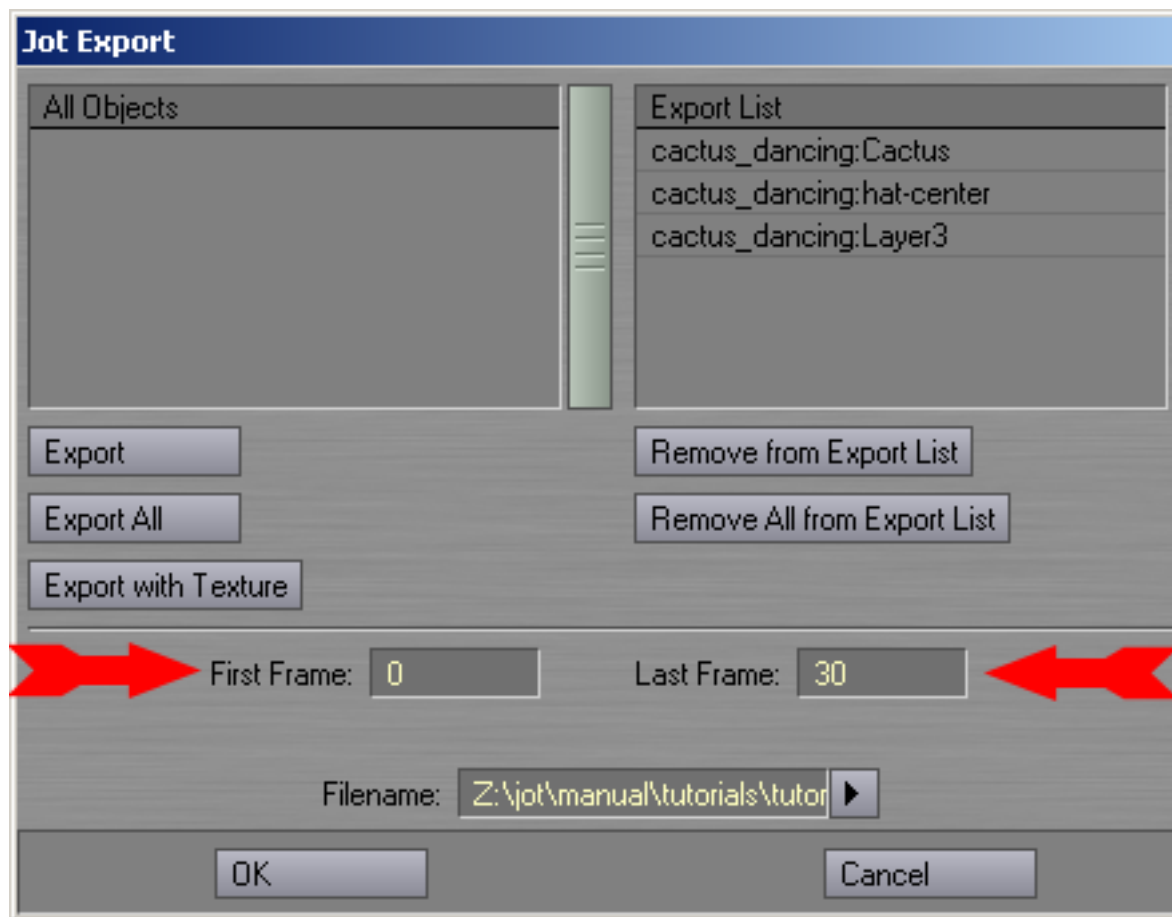 Jot Export
All Objects
Export List
cactus_dancing:Cactus
cactus_dancing:hat-center
cactus_dancing:Layer3
Export
Remove from Export List
Export All
Remove All from Export List
Export with Texture
First Frame: 0
Last Frame: 30
Filename: Z:\jot\manual\tutorials\tutor
OK
Cancel